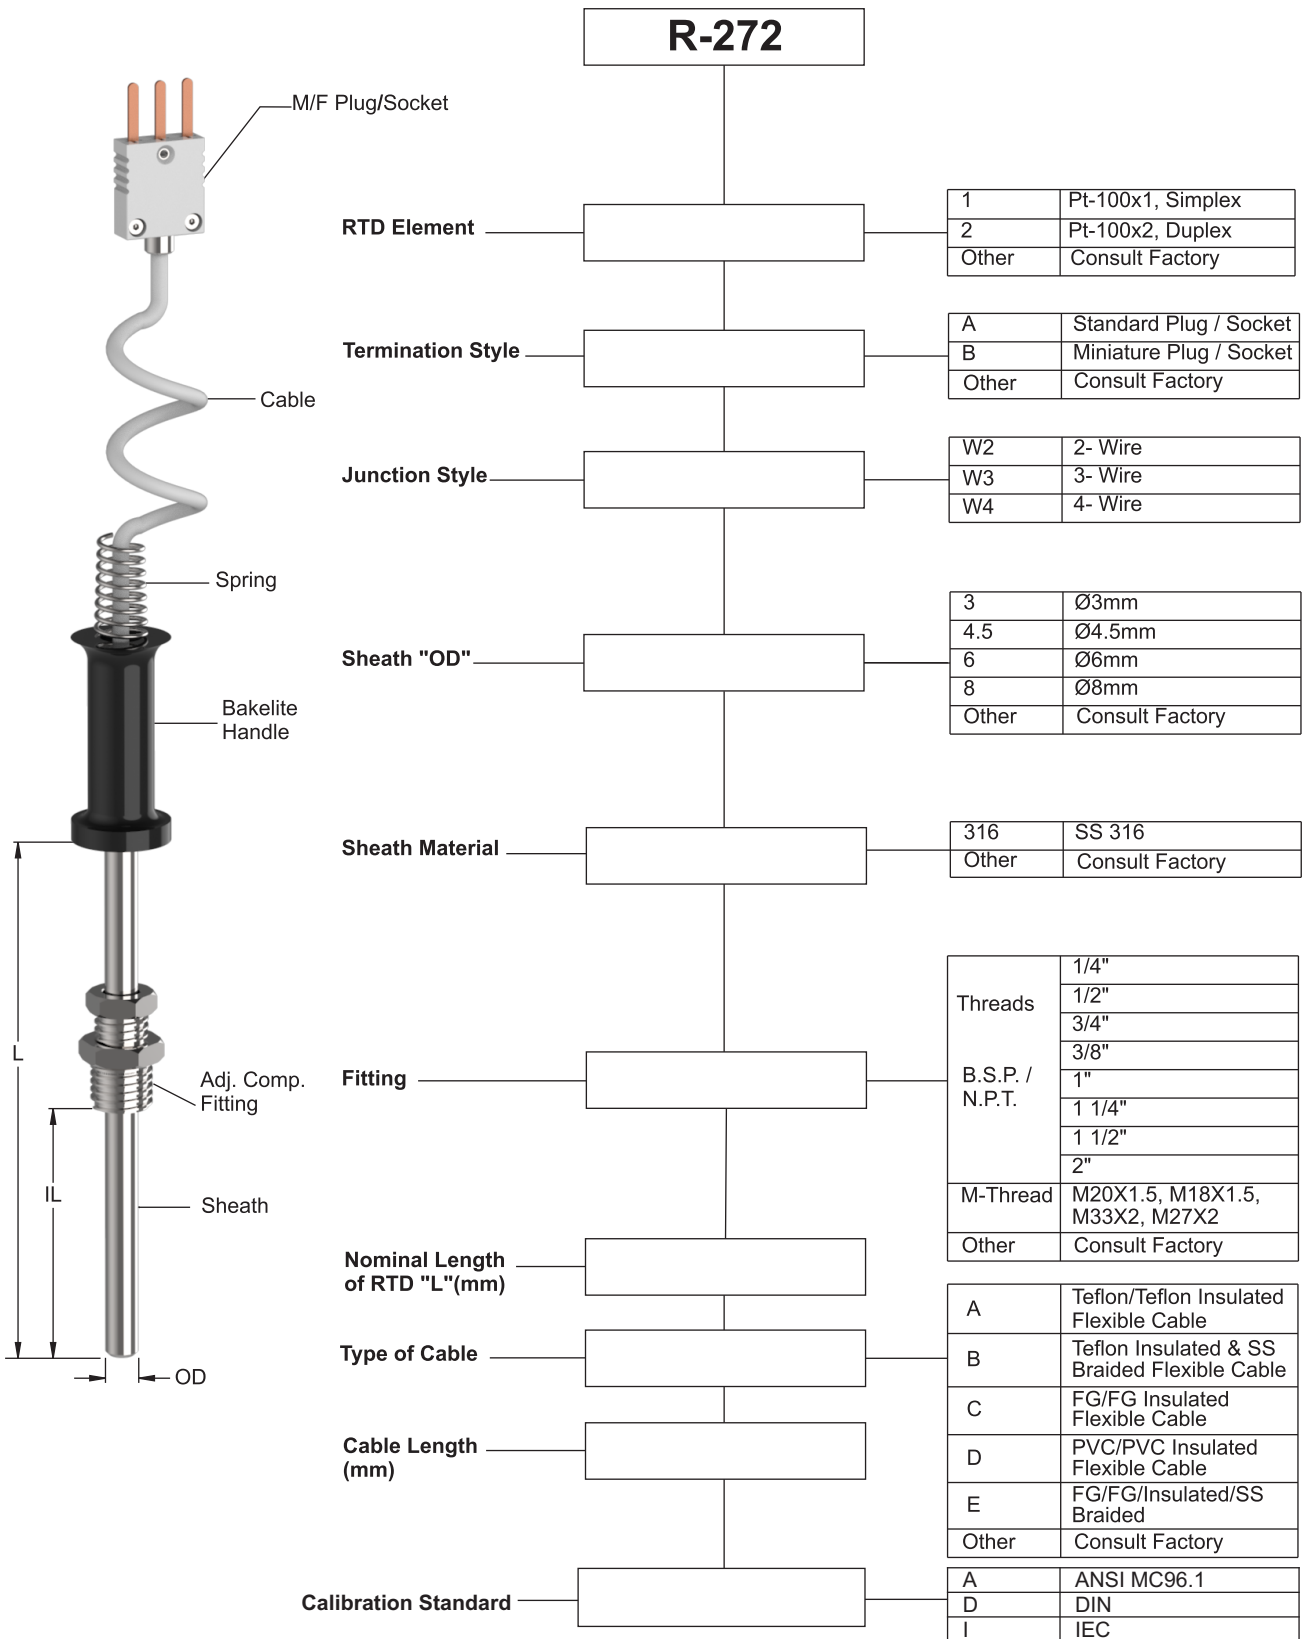 R-272
M/F Plug/Socket
Cable
Spring
Bakelite
Handle
L
Adj. Comp.
Fitting
IL
Sheath
OD
RTD Element
1 Pt-100x1, Simplex
2 Pt-100x2, Duplex
Other Consult Factory
Termination Style
A Standard Plug / Socket
B Miniature Plug / Socket
Other Consult Factory
Junction Style
W2 2- Wire
W3 3- Wire
W4 4- Wire
Sheath "OD"
3 Ø3mm
4.5 Ø4.5mm
6 Ø6mm
8 Ø8mm
Other Consult Factory
Sheath Material
316 SS 316
Other Consult Factory
Fitting
Threads
B.S.P. /
N.P.T.
1/4"
1/2"
3/4"
3/8"
1"
1 1/4"
1 1/2"
2"
M-Thread M20X1.5, M18X1.5,
M33X2, M27X2
Other Consult Factory
Nominal Length
of RTD "L"(mm)
Type of Cable
A Teflon/Teflon Insulated
Flexible Cable
B Teflon Insulated & SS
Braided Flexible Cable
C FG/FG Insulated
Flexible Cable
D PVC/PVC Insulated
Flexible Cable
E FG/FG/Insulated/SS
Braided
Other Consult Factory
Cable Length
(mm)
Calibration Standard
A ANSI MC96.1
D DIN
I IEC